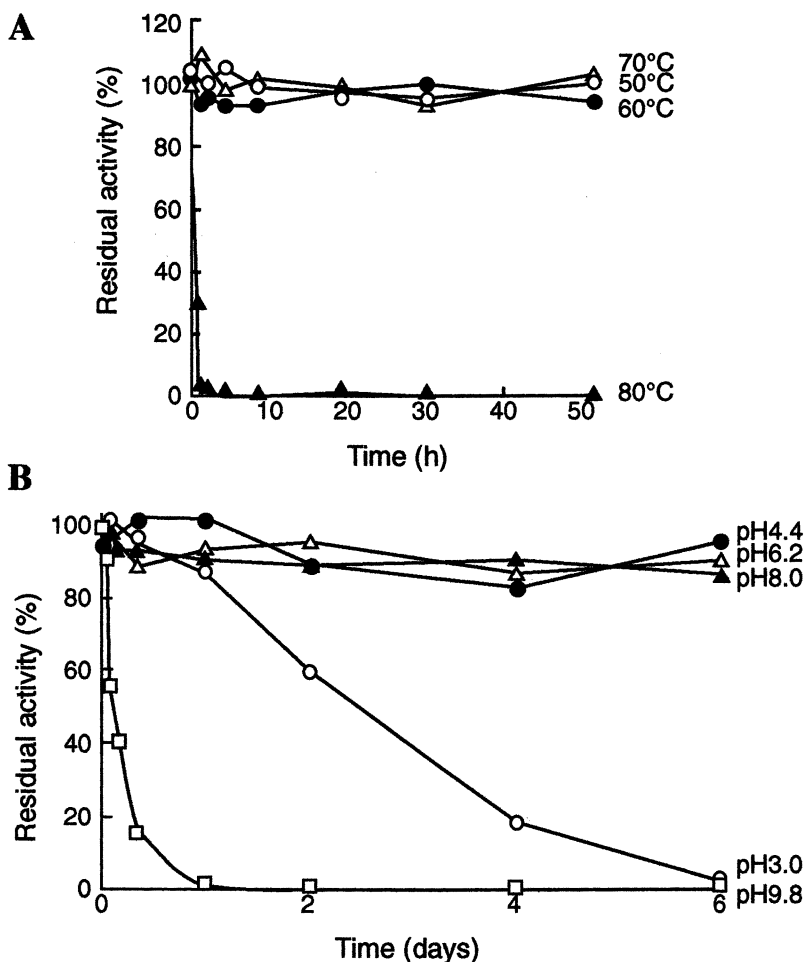 A
120
100
80
60
40
20
0
Residual activity (%)
70°C
50°C
60°C
80°C
0 10 20 30 40 50
Time (h)
B
100
80
60
40
20
0
Residual activity (%)
pH4.4
pH6.2
pH8.0
pH3.0
pH9.8
0 2 4 6
Time (days)